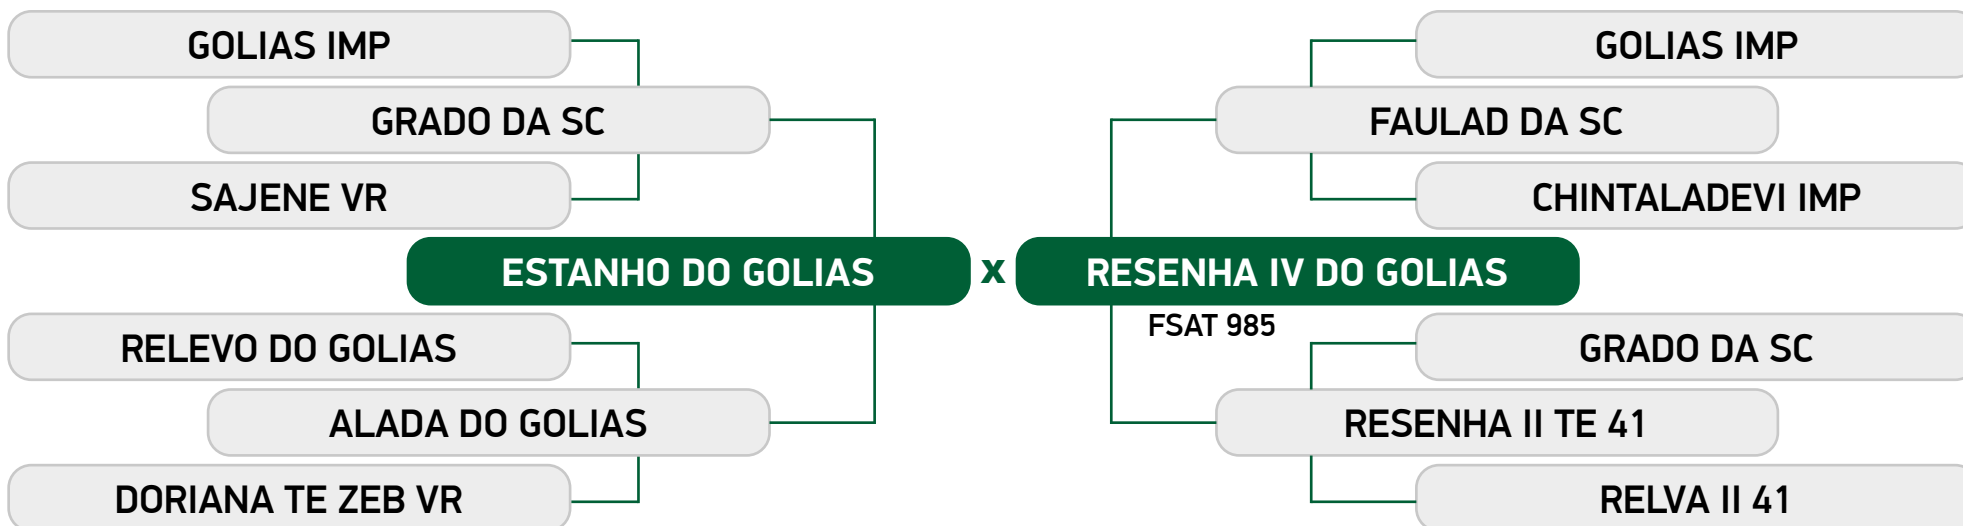 GOLIAS IMP
GRADO DA SC
SAJENE VR
ESTANHO DO GOLIAS
RELEVO DO GOLIAS
ALADA DO GOLIAS
DORIANA TE ZEB VR
x
GOLIAS IMP
FAULAD DA SC
CHINTALADEVI IMP
RESENHA IV DO GOLIAS
FSAT 985
GRADO DA SC
RESENHA II TE 41
RELVA II 41